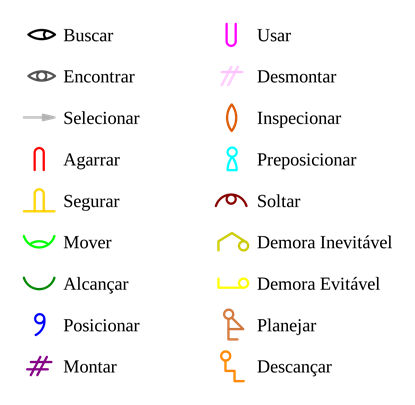 Buscar
Encontrar
Selecionar
Agarrar
Segurar
Mover
Alcançar
Posicionar
Montar
Usar
Desmontar
Inspecionar
Preposicionar
Soltar
Demora Inevitável
Demora Evitável
Planejar
Descançar